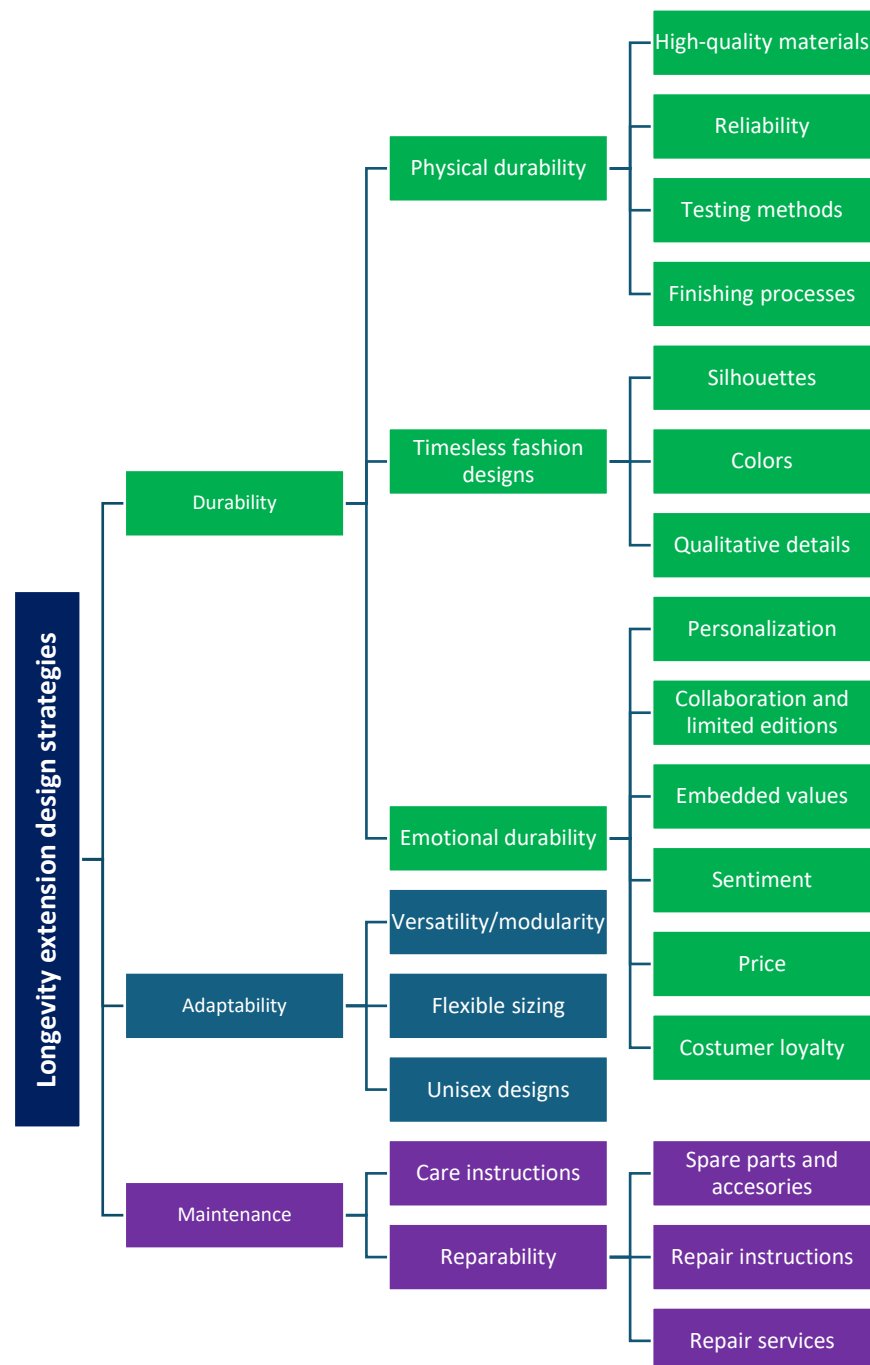 Longevity extension design strategies
Durability
Physical durability
High-quality materials
Reliability
Testing methods
Finishing processes
Timesless fashion
designs
Silhouettes
Colors
Qualitative details
Emotional durability
Personalization
Collaboration and
limited editions
Embedded values
Sentiment
Price
Costumer loyalty
Adaptability
Versatility/modularity
Flexible sizing
Unisex designs
Maintenance
Care instructions
Reparability
Spare parts and
accesories
Repair instructions
Repair services